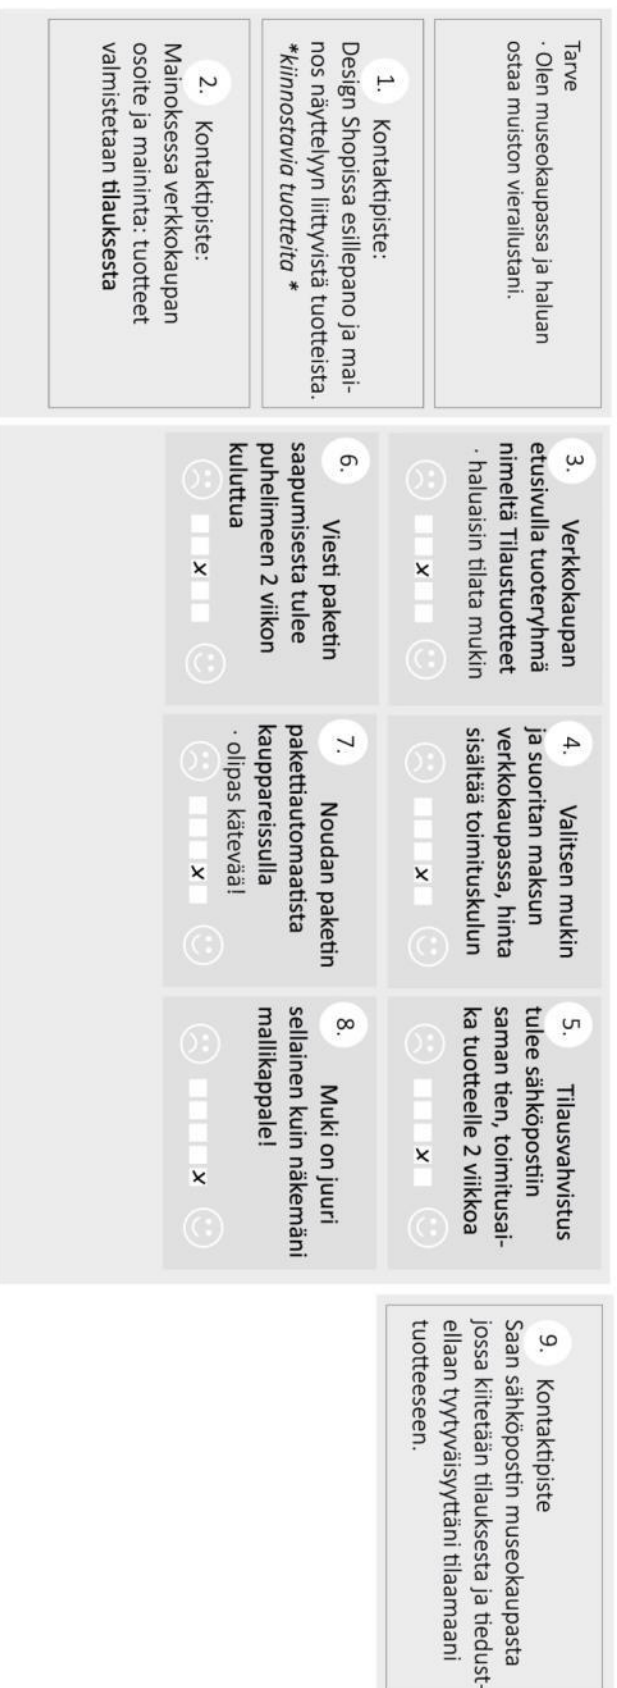 Tarve
· Olen museokaupassa ja haluan
ostaa muiston vierailustani.
1. Kontaktipiste:
Design Shopissa esillepano ja mai-
nos näyttelyyn liittyvistä tuotteista.
*kiinnostavia tuotteita *
2. Kontaktipiste:
Mainoksessa verkkokaupan
osoite ja maininta: tuotteet
valmistetaan tilauksesta
3. Verkkokaupan
etusivulla tuoteryhmä
nimeltä Tilaustuotteet
· haluaisin tilata mukin
x
4. Valitsen mukin
ja suoritan maksun
verkkokaupassa, hinta
sisältää toimituskulun
x
5. Tilausvahvistus
tulee sähköpostiin
saman tien, toimitusai-
ka tuotteelle 2 viikkoa
x
6. Viesti paketin
saapumisesta tulee
puhelimeen 2 viikon
kuluttua
x
7. Noudan paketin
pakettiautomaatista
kauppareissulla
· olipas kätevää!
x
8. Muki on juuri
sellainen kuin näkemäni
mallikappale!
x
9. Kontaktipiste
Saan sähköpostin museokaupasta
jossa kiitetään tilauksesta ja tiedust-
ellaan tyytyväisyyttäni tilaamaani
tuotteeseen.